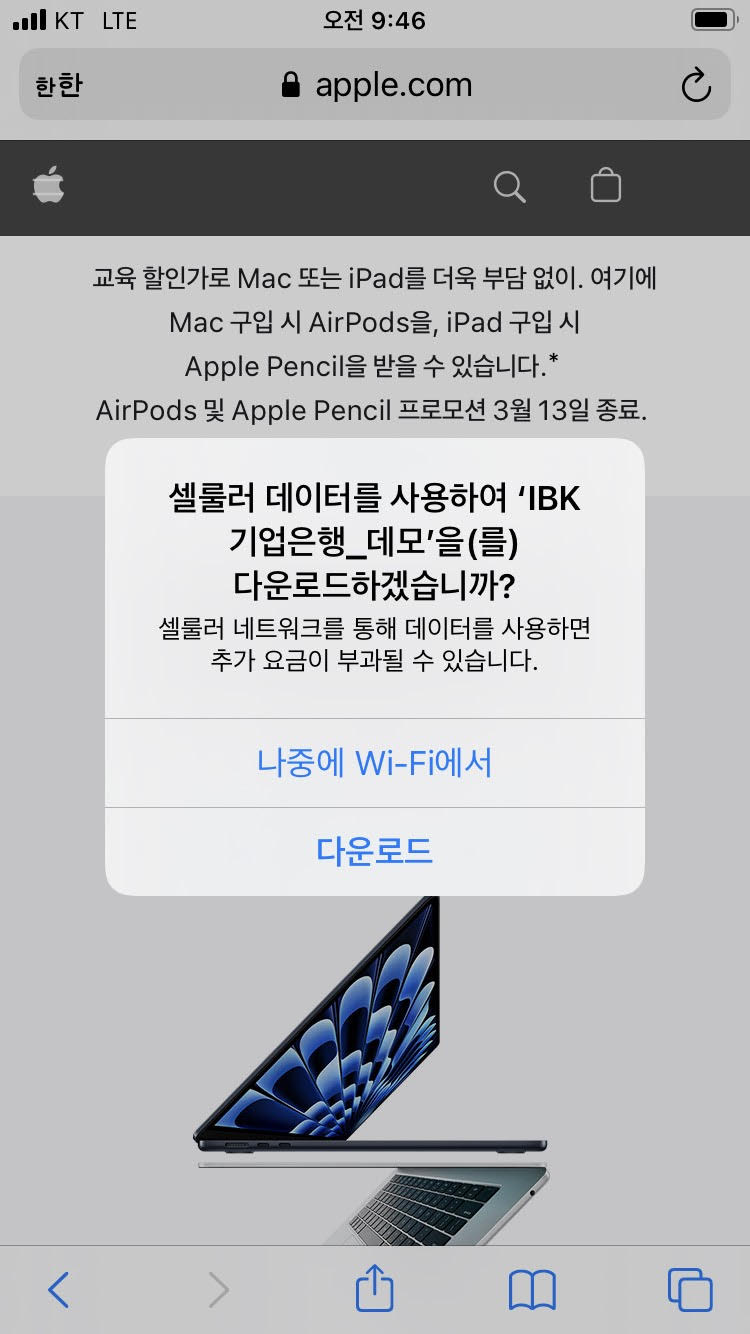 KT LTE 오전 9:46
한한 apple.com
교육 할인가로 Mac 또는 iPad를 더욱 부담 없이. 여기에
Mac 구입 시 AirPods을, iPad 구입 시
Apple Pencil을 받을 수 있습니다.*
AirPods 및 Apple Pencil 프로모션 3월 13일 종료.
셀룰러 데이터를 사용하여 ‘IBK
기업은행_데모’을(를)
다운로드하겠습니까?
셀룰러 네트워크를 통해 데이터를 사용하면
추가 요금이 부과될 수 있습니다.
나중에 Wi-Fi에서
다운로드